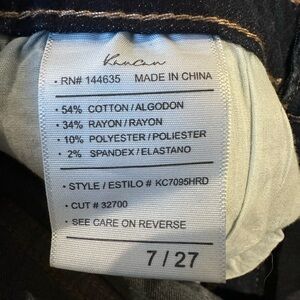 Kancan
• RN# 144635 MADE IN CHINA
• 54% COTTON / ALGODON
• 34% RAYON / RAYON
• 10% POLYESTER / POLIESTER
• 2% SPANDEX / ELASTANO
• STYLE / ESTILO # KC7095HRD
• CUT # 32700
• SEE CARE ON REVERSE
7 / 27